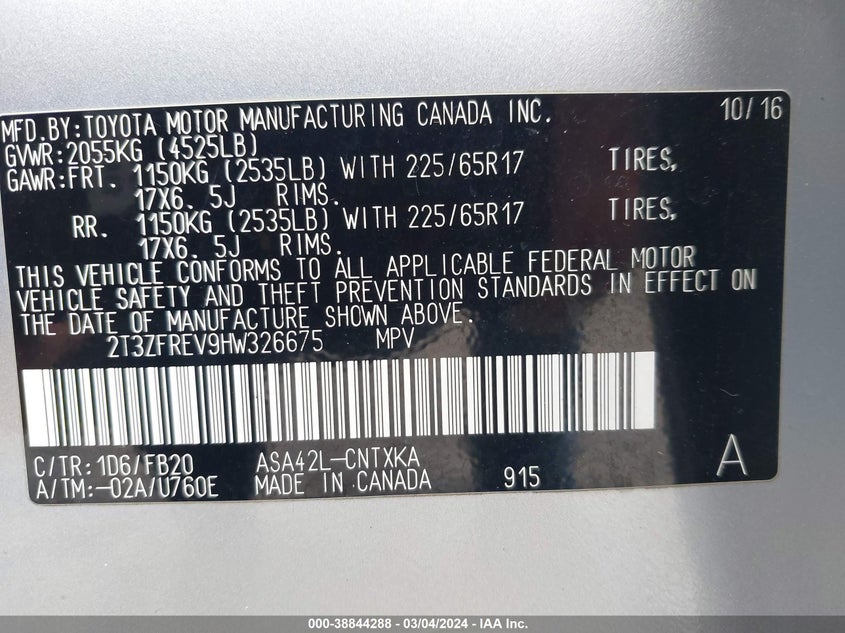 MFD.BY:TOYOTA MOTOR MANUFACTURING CANADA INC. 10/16
GVWR:2055KG (4525LB)
GAWR:FRT. 1150KG (2535LB) WITH 225/65R17 TIRES,
17X6.5J RIMS.
RR. 1150KG (2535LB) WITH 225/65R17 TIRES,
17X6.5J RIMS.
THIS VEHICLE CONFORMS TO ALL APPLICABLE FEDERAL MOTOR
VEHICLE SAFETY AND THEFT PREVENTION STANDARDS IN EFFECT ON
THE DATE OF MANUFACTURE SHOWN ABOVE.
2T3ZFREV9HW326675 MPV
C/TR:1D6/FB20 ASA42L-CNTXKA A
A/TM:-02A/U760E MADE IN CANADA 915
000-38844288 - 03/04/2024 - IAA Inc.